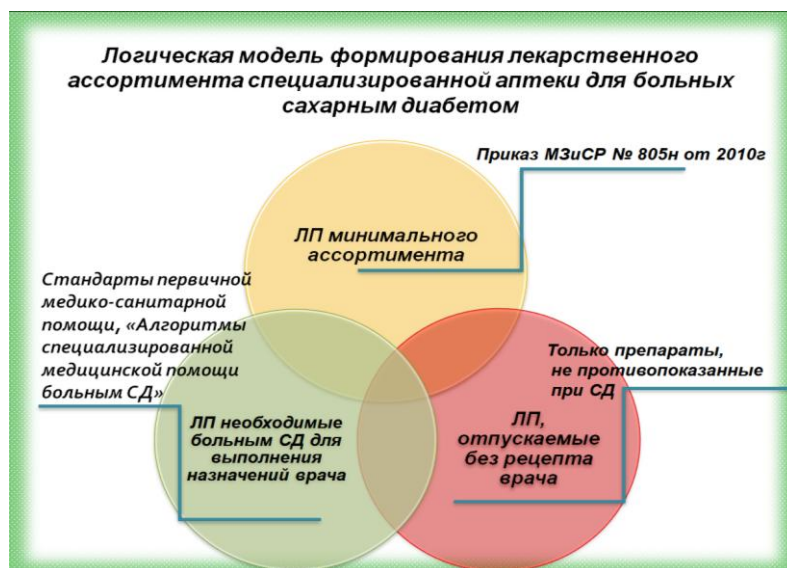 Логическая модель формирования лекарственного
ассортимента специализированной аптеки для больных
сахарным диабетом
Приказ МЗиСР № 805н от 2010г
ЛП минимального
ассортимента
Стандарты первичной
медико-санитарной
помощи, «Алгоритмы
специализированной
медицинской помощи
больным СД»
Только препараты,
не противопоказанные
при СД
ЛП необходимые
больным СД для
выполнения
назначений врача
ЛП,
отпускаемые
без рецепта
врача